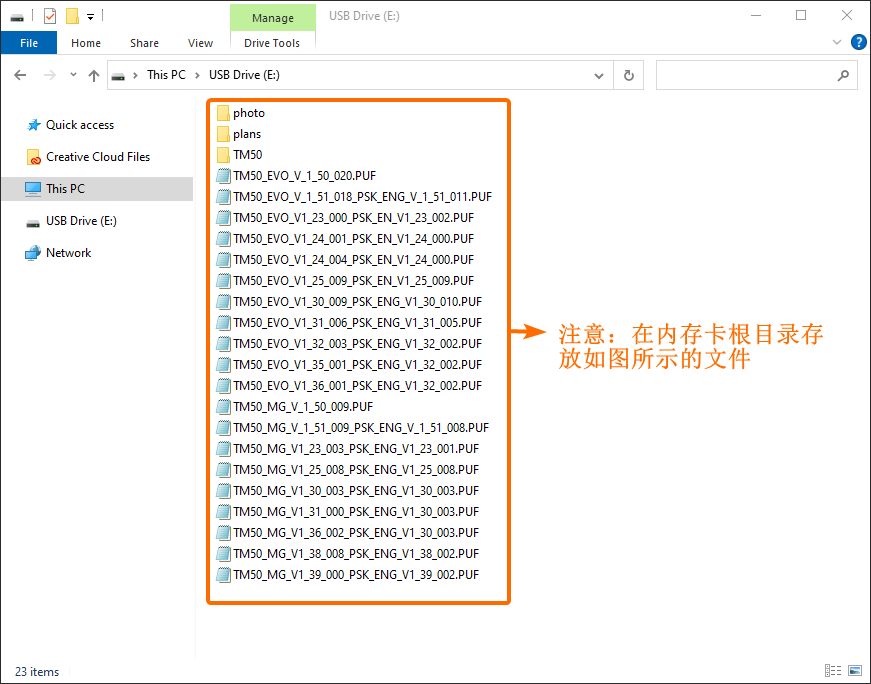 Manage
USB Drive (E:)
File
Home
Share
View
Drive Tools
?
This PC
USB Drive (E:)
Quick access
Creative Cloud Files
This PC
USB Drive (E:)
Network
photo
plans
TM50
TM50_EVO_V_1_50_020.PUF
TM50_EVO_V_1_51_018_PSK_ENG_V_1_51_011.PUF
TM50_EVO_V1_23_000_PSK_EN_V1_23_002.PUF
TM50_EVO_V1_24_001_PSK_EN_V1_24_000.PUF
TM50_EVO_V1_24_004_PSK_EN_V1_24_000.PUF
TM50_EVO_V1_25_009_PSK_EN_V1_25_009.PUF
TM50_EVO_V1_30_009_PSK_ENG_V1_30_010.PUF
TM50_EVO_V1_31_006_PSK_ENG_V1_31_005.PUF
TM50_EVO_V1_32_003_PSK_ENG_V1_32_002.PUF
TM50_EVO_V1_35_001_PSK_ENG_V1_32_002.PUF
TM50_EVO_V1_36_001_PSK_ENG_V1_32_002.PUF
TM50_MG_V_1_50_009.PUF
TM50_MG_V_1_51_009_PSK_ENG_V_1_51_008.PUF
TM50_MG_V1_23_003_PSK_ENG_V1_23_001.PUF
TM50_MG_V1_25_008_PSK_ENG_V1_25_008.PUF
TM50_MG_V1_30_003_PSK_ENG_V1_30_003.PUF
TM50_MG_V1_31_000_PSK_ENG_V1_30_003.PUF
TM50_MG_V1_36_002_PSK_ENG_V1_30_003.PUF
TM50_MG_V1_38_008_PSK_ENG_V1_38_002.PUF
TM50_MG_V1_39_000_PSK_ENG_V1_39_002.PUF
注意：在内存卡根目录存
放如图所示的文件
23 items